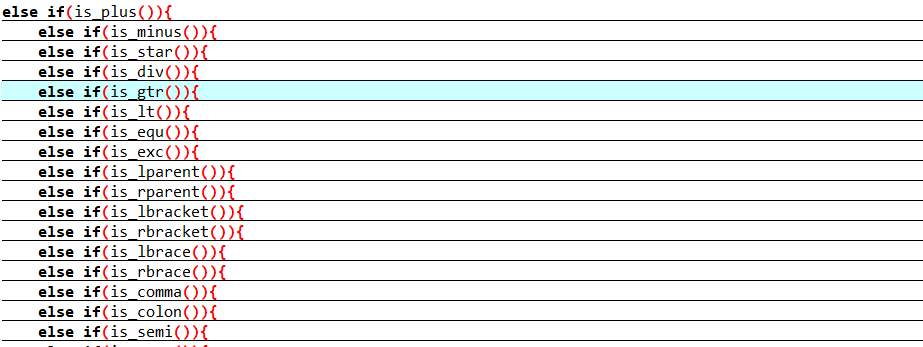 else if(is_plus()){
else if(is_minus()){
else if(is_star()){
else if(is_div()){
else if(is_gtr()){
else if(is_lt()){
else if(is_equ()){
else if(is_exc()){
else if(is_lparent()){
else if(is_rparent()){
else if(is_lbracket()){
else if(is_rbracket()){
else if(is_lbrace()){
else if(is_rbrace()){
else if(is_comma()){
else if(is_colon()){
else if(is_semi()){